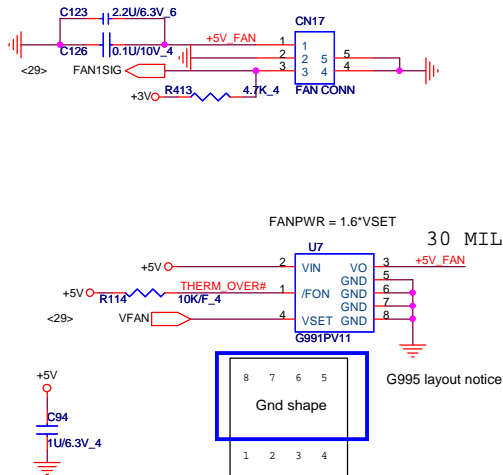 C123 2.2U/6.3V_6
CN17
+5V_FAN
1 1
2 2 5 5
3 3 4 4
C126 0.1U/10V_4
<29> FAN1SIG
FAN CONN
+3V R413 4.7K_4
FANPWR = 1.6*VSET
U7
30 MIL
+5V 2 VIN VO 3 +5V_FAN
GND 5
+5V R114 10K/F_4 THERM_OVER# 1 /FON GND 6
GND 7
<29> VFAN 4 VSET GND 8
G991PV11
G995 layout notice
8 7 6 5
Gnd shape
1 2 3 4
+5V
C94
1U/6.3V_4